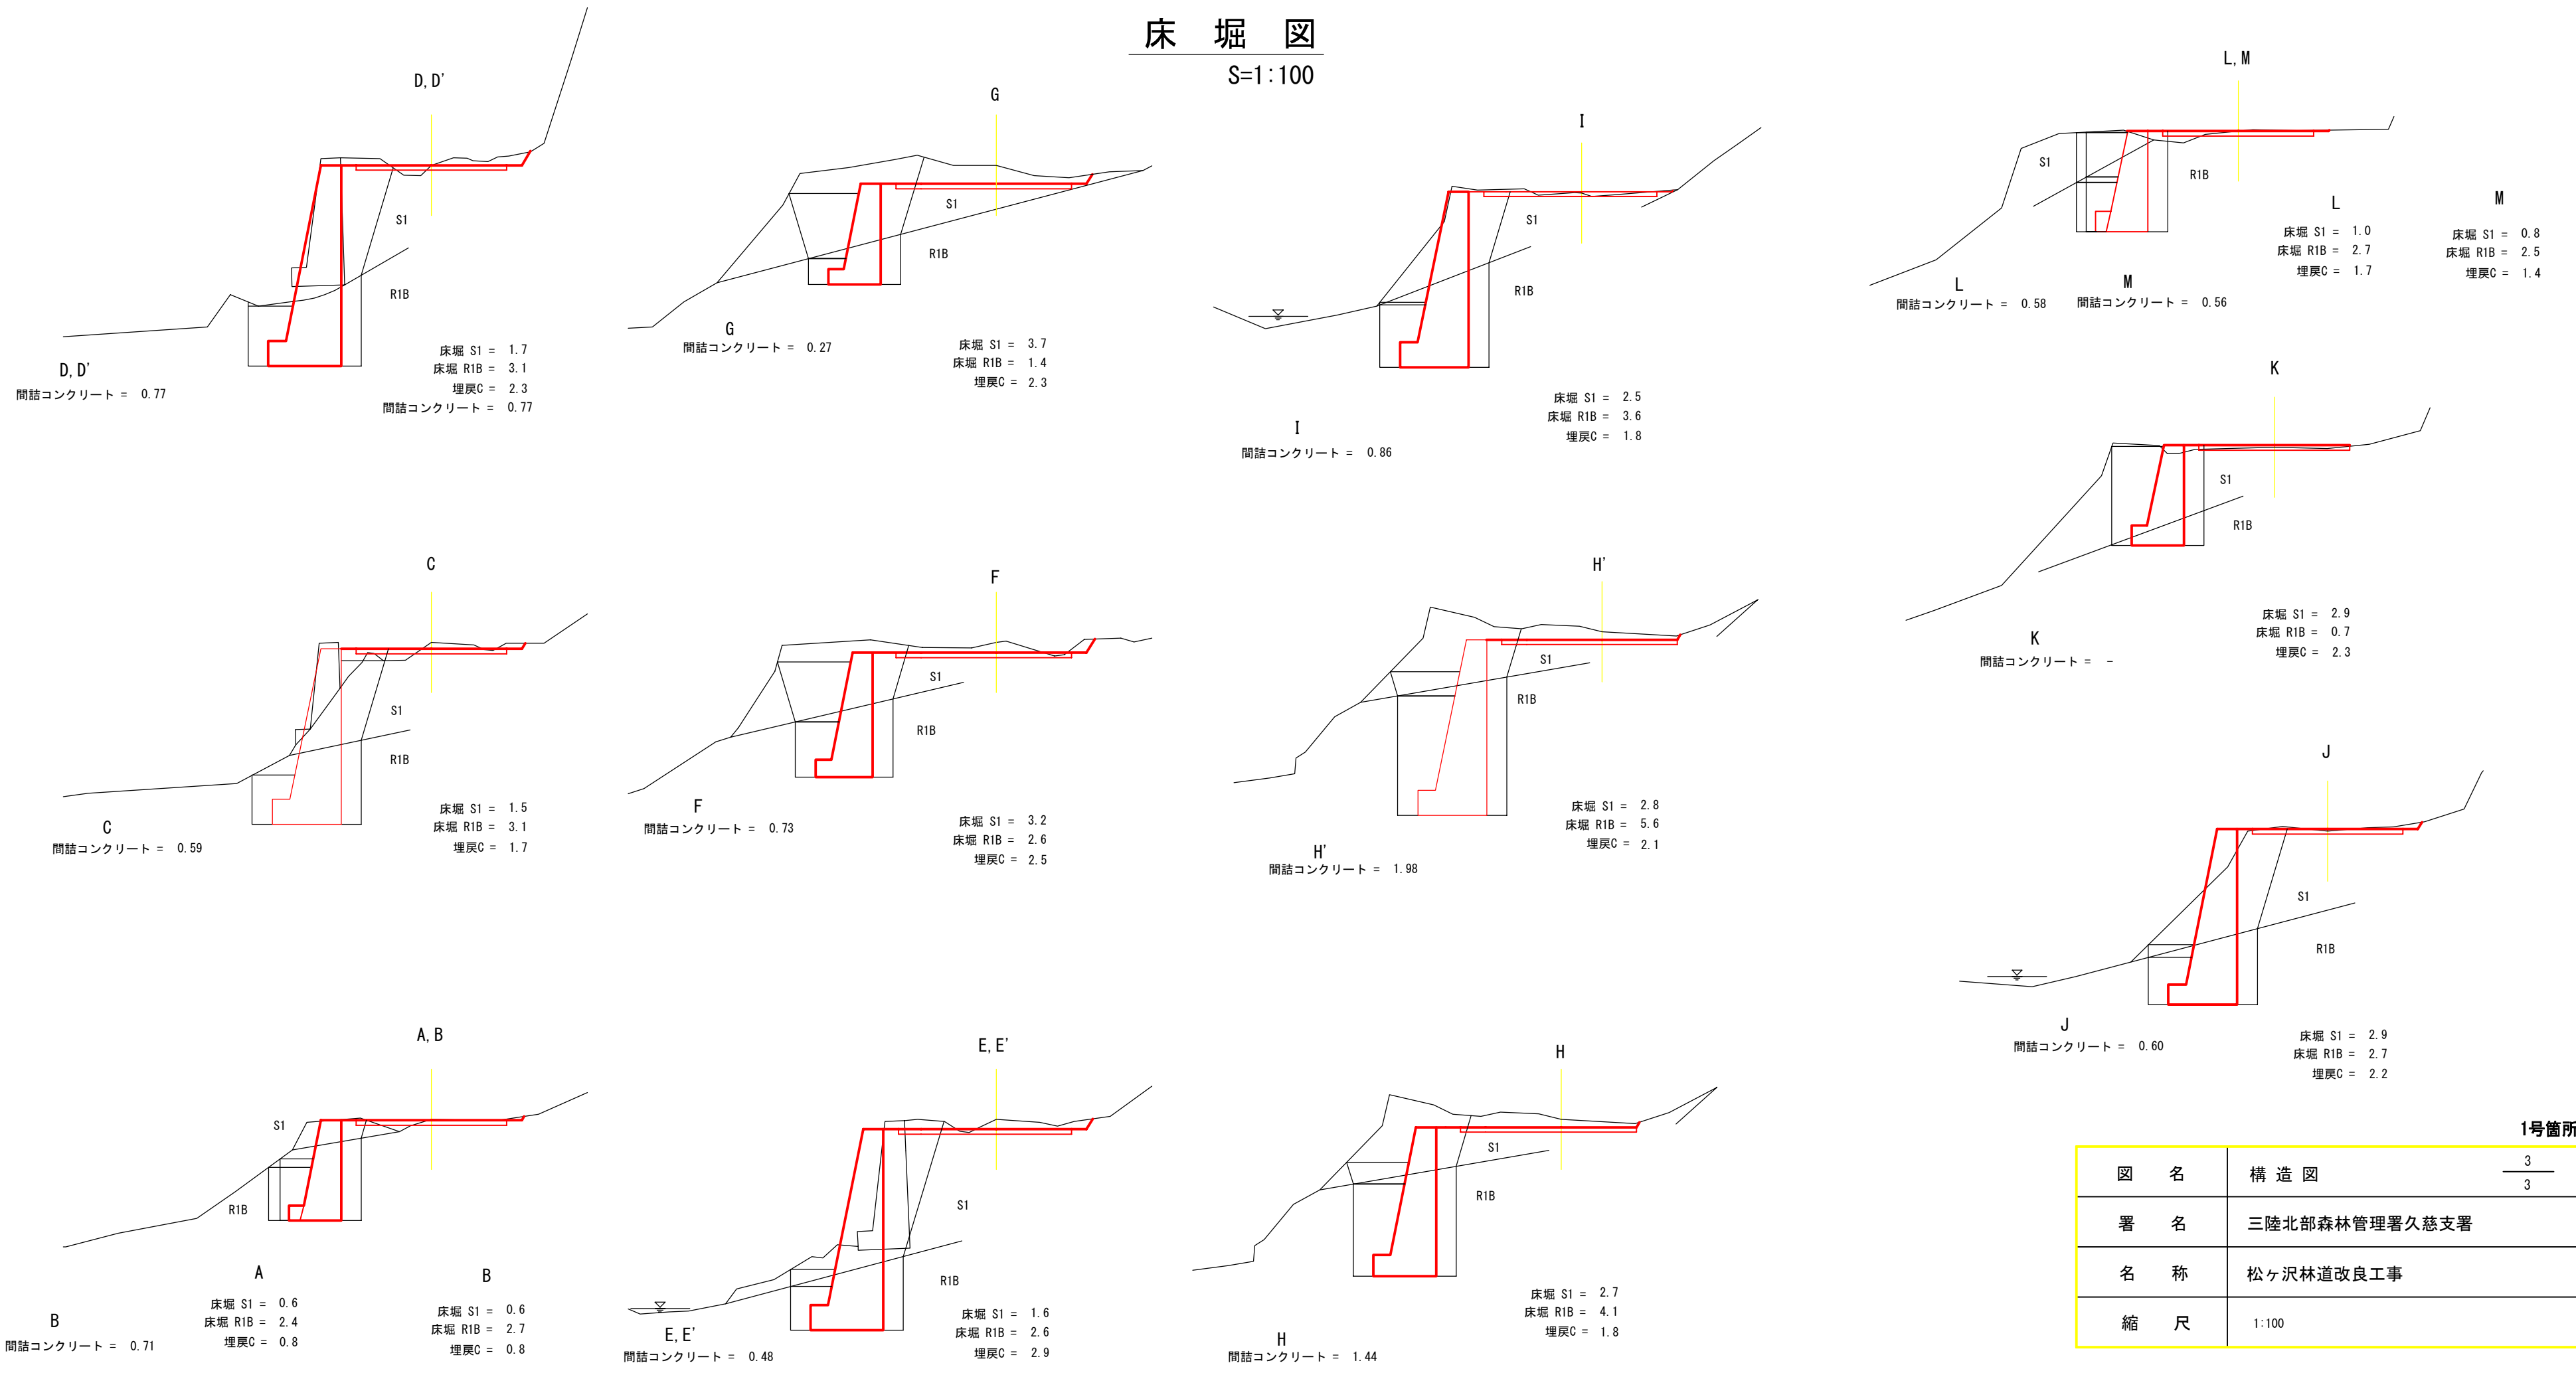 床 堀 図
S=1:100
D,D'
S1
R1B
D,D'
間詰コンクリート = 0.77
床堀 S1 = 1.7
床堀 R1B = 3.1
埋戻C = 2.3
間詰コンクリート = 0.77
G
S1
R1B
G
間詰コンクリート = 0.27
床堀 S1 = 3.7
床堀 R1B = 1.4
埋戻C = 2.3
I
S1
R1B
I
間詰コンクリート = 0.86
床堀 S1 = 2.5
床堀 R1B = 3.6
埋戻C = 1.8
L,M
S1
R1B
L
間詰コンクリート = 0.58
M
間詰コンクリート = 0.56
L
床堀 S1 = 1.0
床堀 R1B = 2.7
埋戻C = 1.7
M
床堀 S1 = 0.8
床堀 R1B = 2.5
埋戻C = 1.4
K
S1
R1B
K
間詰コンクリート = -
床堀 S1 = 2.9
床堀 R1B = 0.7
埋戻C = 2.3
C
S1
R1B
C
間詰コンクリート = 0.59
床堀 S1 = 1.5
床堀 R1B = 3.1
埋戻C = 1.7
F
S1
R1B
F
間詰コンクリート = 0.73
床堀 S1 = 3.2
床堀 R1B = 2.6
埋戻C = 2.5
H'
S1
R1B
H'
間詰コンクリート = 1.98
床堀 S1 = 2.8
床堀 R1B = 5.6
埋戻C = 2.1
J
S1
R1B
J
間詰コンクリート = 0.60
床堀 S1 = 2.9
床堀 R1B = 2.7
埋戻C = 2.2
A,B
S1
R1B
B
間詰コンクリート = 0.71
A
床堀 S1 = 0.6
床堀 R1B = 2.4
埋戻C = 0.8
B
床堀 S1 = 0.6
床堀 R1B = 2.7
埋戻C = 0.8
E,E'
S1
R1B
E,E'
間詰コンクリート = 0.48
床堀 S1 = 1.6
床堀 R1B = 2.6
埋戻C = 2.9
H
S1
R1B
H
間詰コンクリート = 1.44
床堀 S1 = 2.7
床堀 R1B = 4.1
埋戻C = 1.8
1号箇所
図 名 構 造 図 3
3
署 名 三陸北部森林管理署久慈支署
名 称 松ヶ沢林道改良工事
縮 尺 1:100